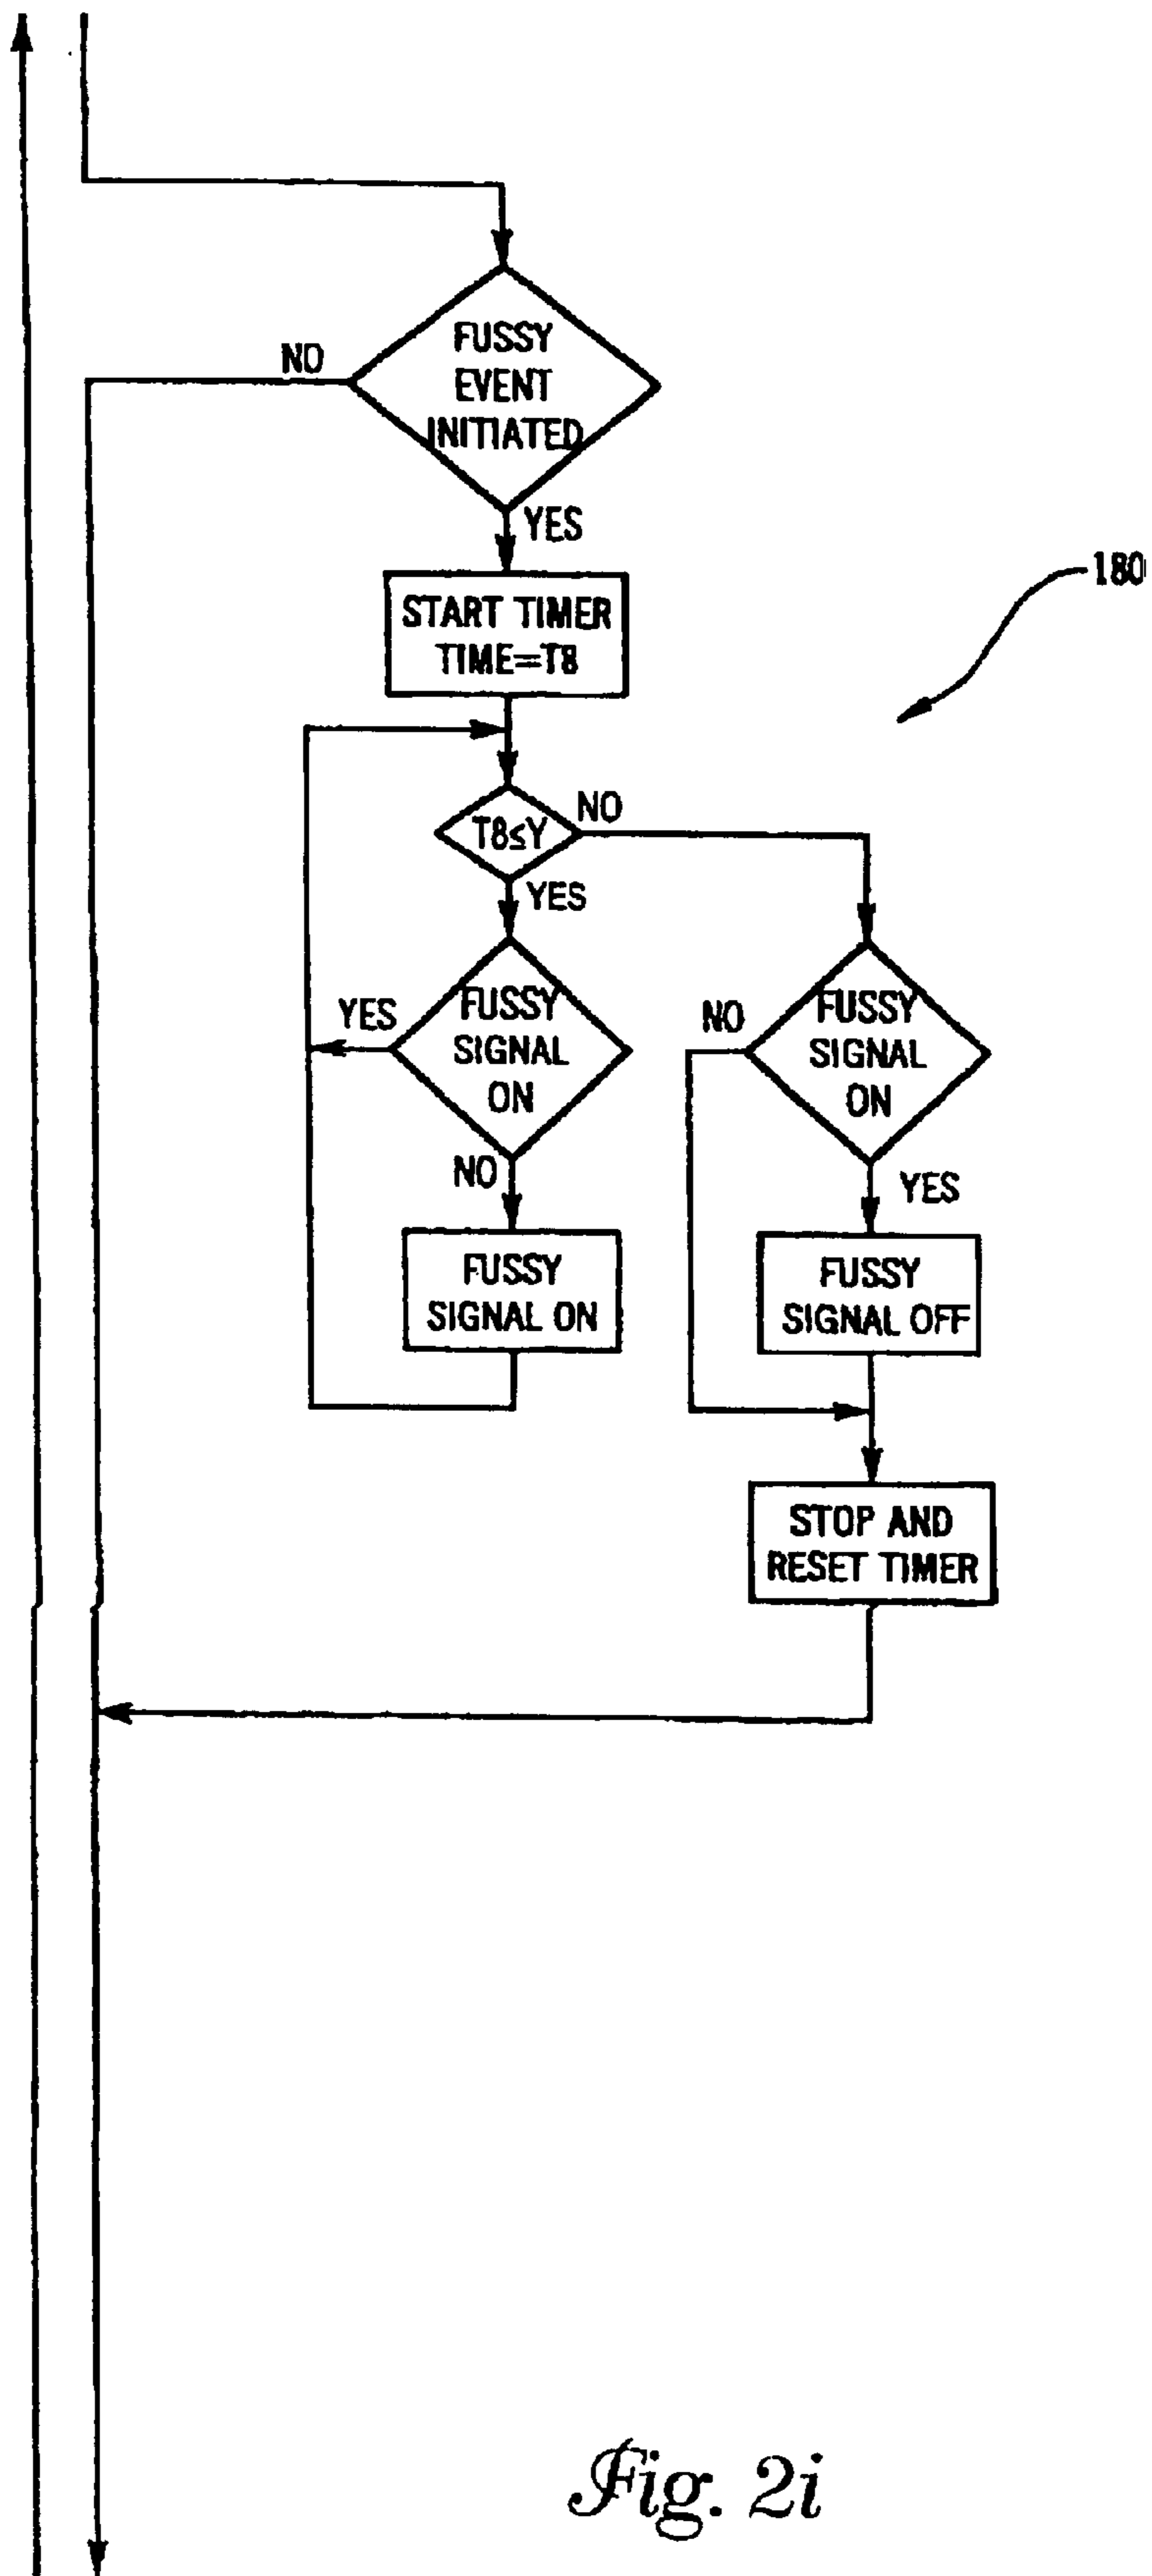 FUSSY
EVENT
INITIATED
NO
YES
START TIMER
TIME=T8
180
T8≤Y
NO
YES
FUSSY
SIGNAL
ON
YES
NO
FUSSY
SIGNAL ON
FUSSY
SIGNAL
ON
NO
YES
FUSSY
SIGNAL OFF
STOP AND
RESET TIMER
Fig. 2i